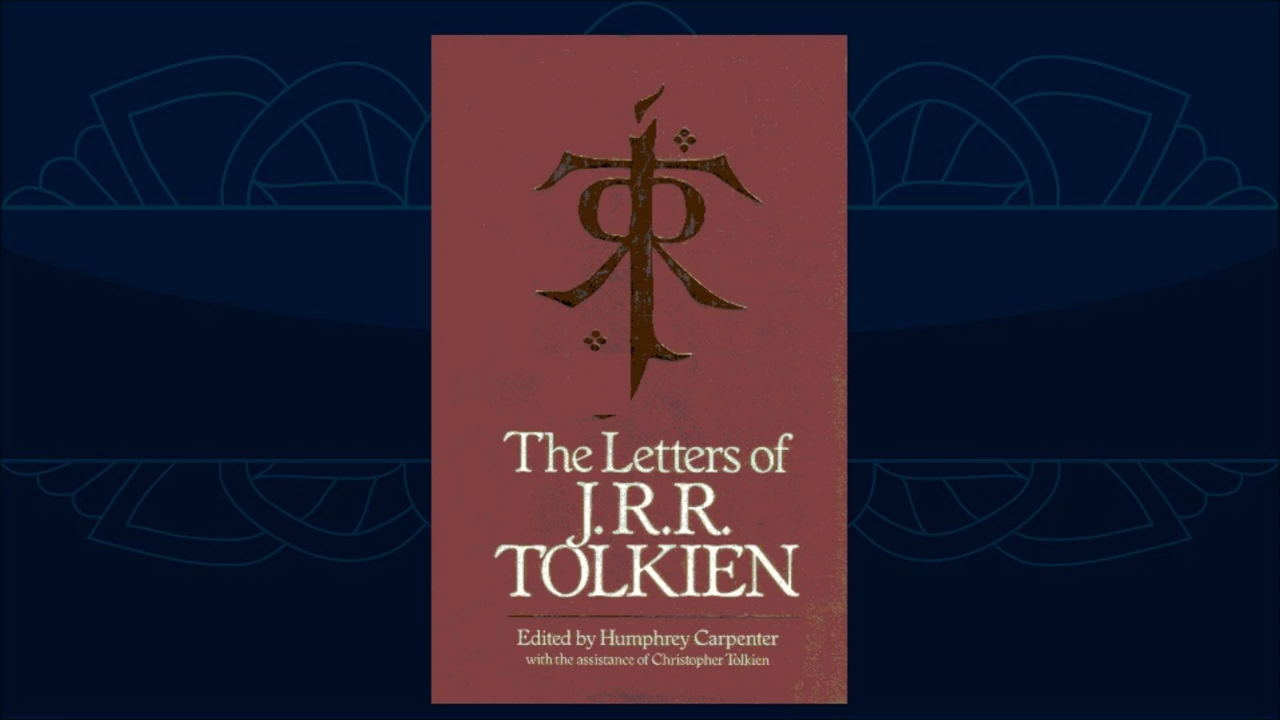 The Letters of
J.R.R.
TOLKIEN
Edited by Humphrey Carpenter
with the assistance of Christopher Tolkien